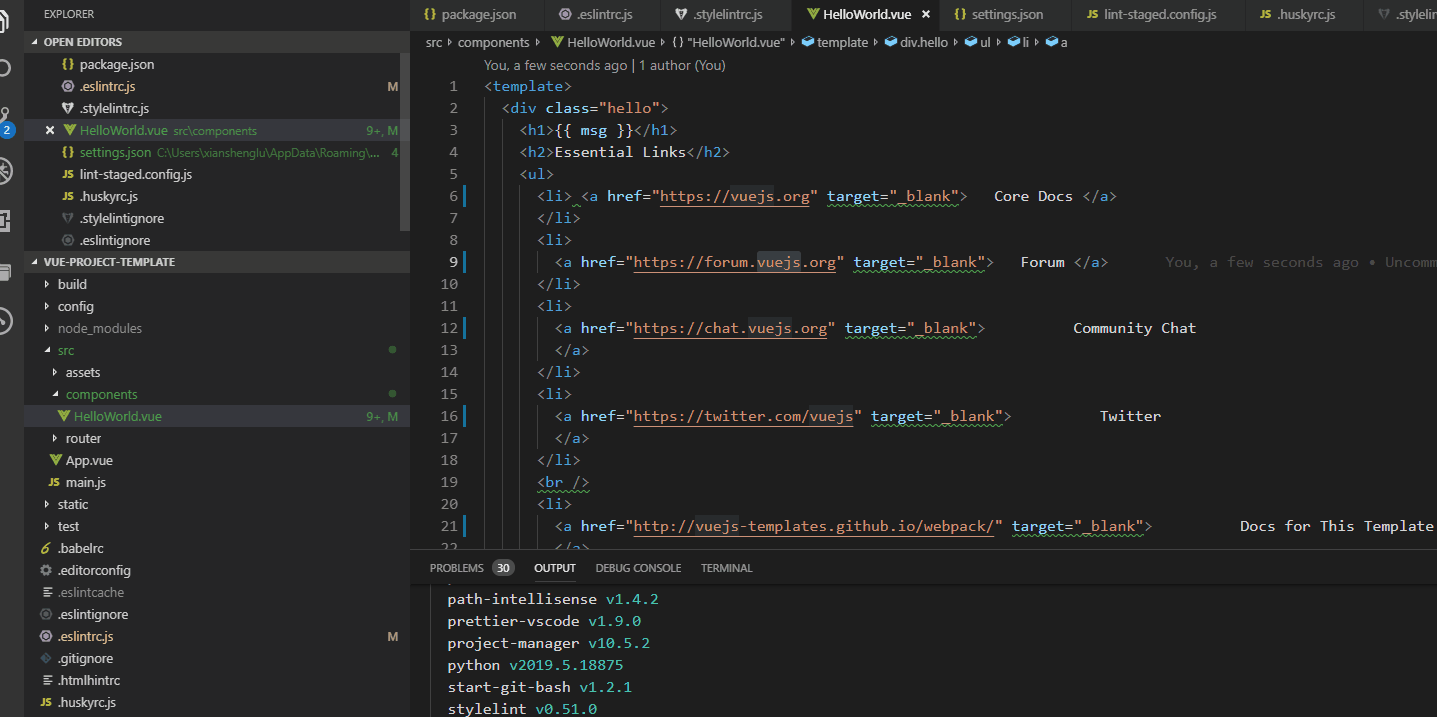 EXPLORER
OPEN EDITORS
{} package.json
.eslintrc.js M
.stylelintrc.js
× HelloWorld.vue src\components 9+, M
{} settings.json C:\Users\xianshenglu\AppData\Roaming\... 4
JS lint-staged.config.js
JS .huskyrc.js
.stylelintignore
.eslintignore
2
VUE-PROJECT-TEMPLATE
build
config
node_modules
src
assets
components
HelloWorld.vue 9+, M
router
App.vue
JS main.js
static
test
.babelrc
.editorconfig
.eslintcache
.eslintignore
.eslintrc.js M
.gitignore
.htmlhintrc
JS .huskyrc.js
{} package.json .eslintrc.js .stylelintrc.js HelloWorld.vue × {} settings.json JS lint-staged.config.js JS .huskyrc.js .stylelin
src components HelloWorld.vue {} "HelloWorld.vue" template div.hello ul li a
You, a few seconds ago | 1 author (You)
1 <template>
2 <div class="hello">
3 <h1>{{ msg }}</h1>
4 <h2>Essential Links</h2>
5 <ul>
6 <li> <a href="https://vuejs.org" target="_blank"> Core Docs </a>
7 </li>
8 <li>
9 <a href="https://forum.vuejs.org" target="_blank"> Forum </a> You, a few seconds ago • Uncomm
10 </li>
11 <li>
12 <a href="https://chat.vuejs.org" target="_blank"> Community Chat
13 </a>
14 </li>
15 <li>
16 <a href="https://twitter.com/vuejs" target="_blank"> Twitter
17 </a>
18 </li>
19 <br />
20 <li>
21 <a href="http://vuejs-templates.github.io/webpack/" target="_blank"> Docs for This Template
22 </a>
PROBLEMS 30 OUTPUT DEBUG CONSOLE TERMINAL
path-intellisense v1.4.2
prettier-vscode v1.9.0
project-manager v10.5.2
python v2019.5.18875
start-git-bash v1.2.1
stylelint v0.51.0